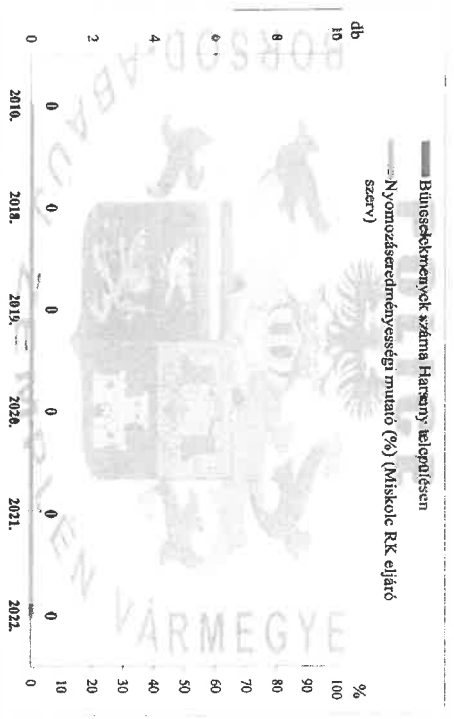 Bűncselekmények száma Harsány településen
Nyomozáseredményességi mutató (%) (Miskolc RK eljáró
szerv)
db
%
10
8
6
4
2
0
100
90
80
70
60
50
40
30
20
10
0
0 0 0 0 0 0
2010. 2018. 2019. 2020. 2021. 2022.
BORSOD-ABAÚJ-ZEMPLÉN VÁRMEGYE